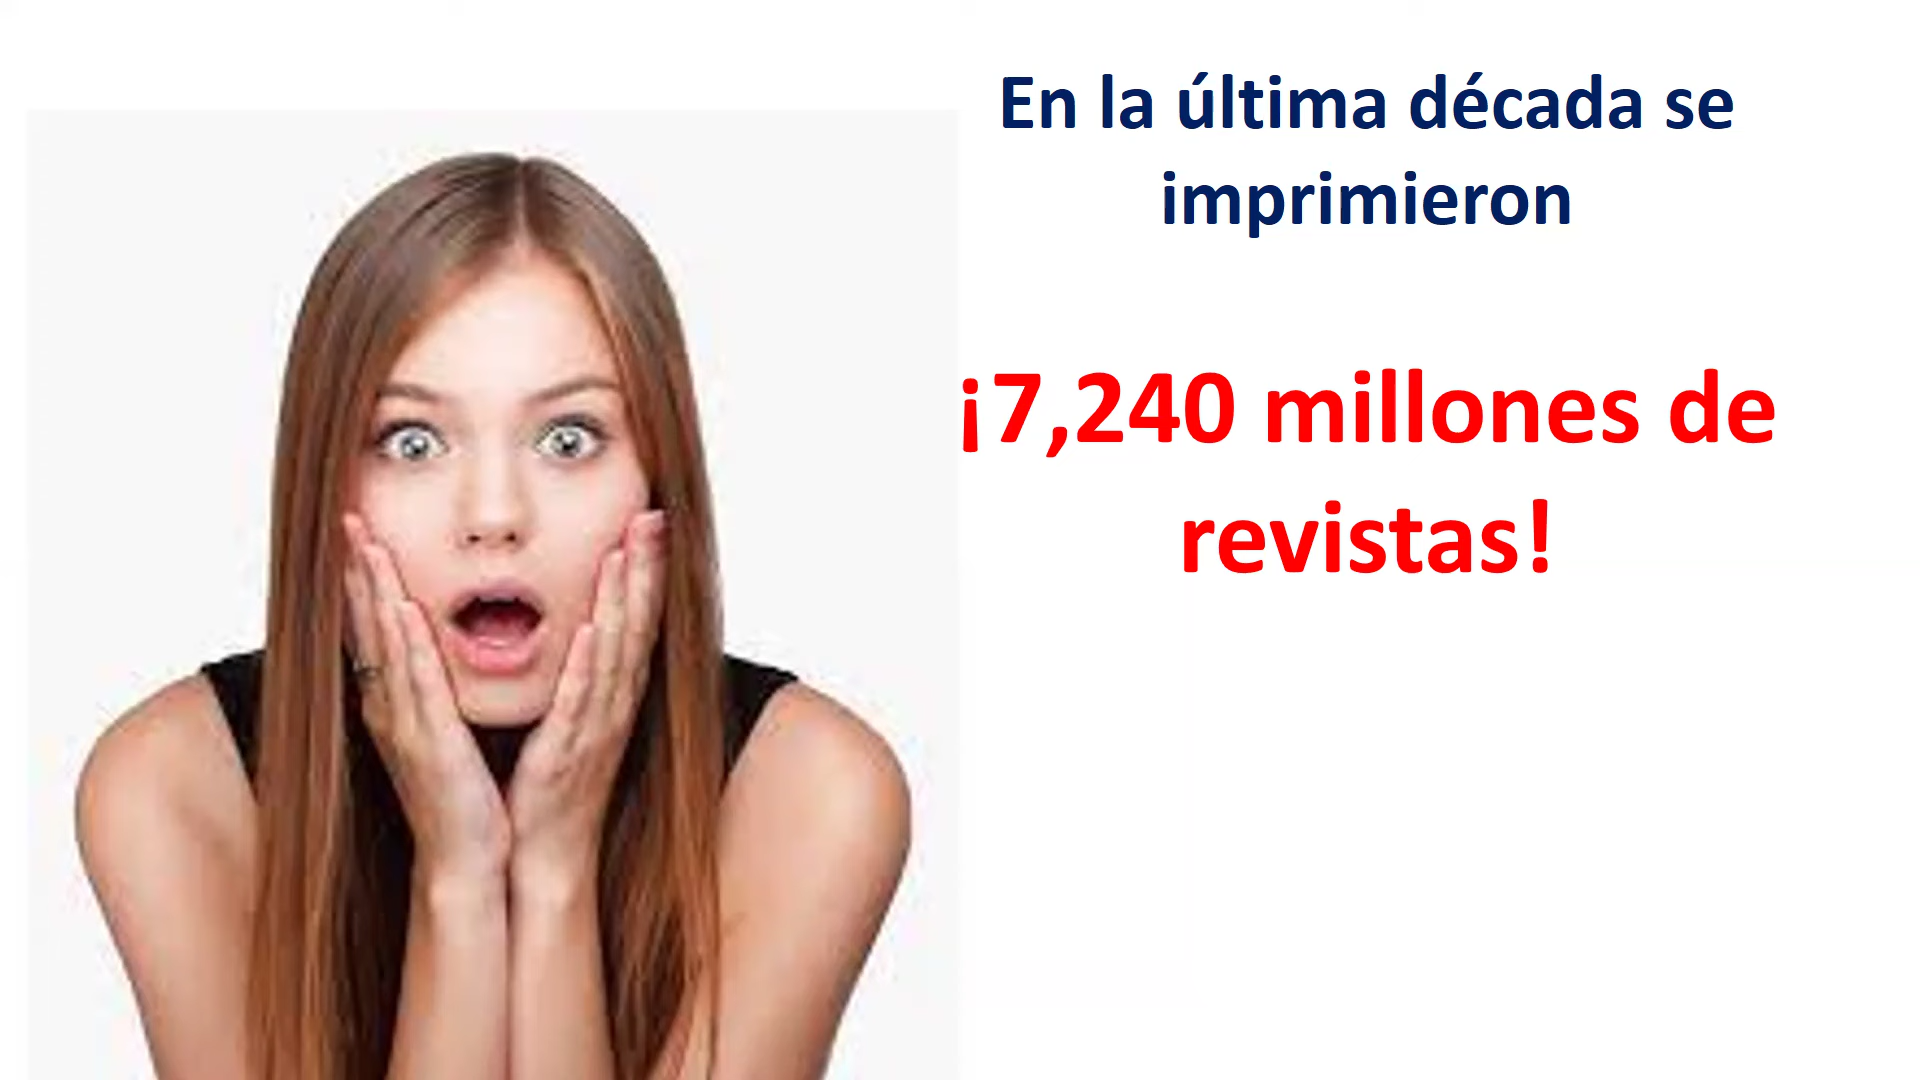 En la última década se
imprimieron
¡7,240 millones de
revistas!